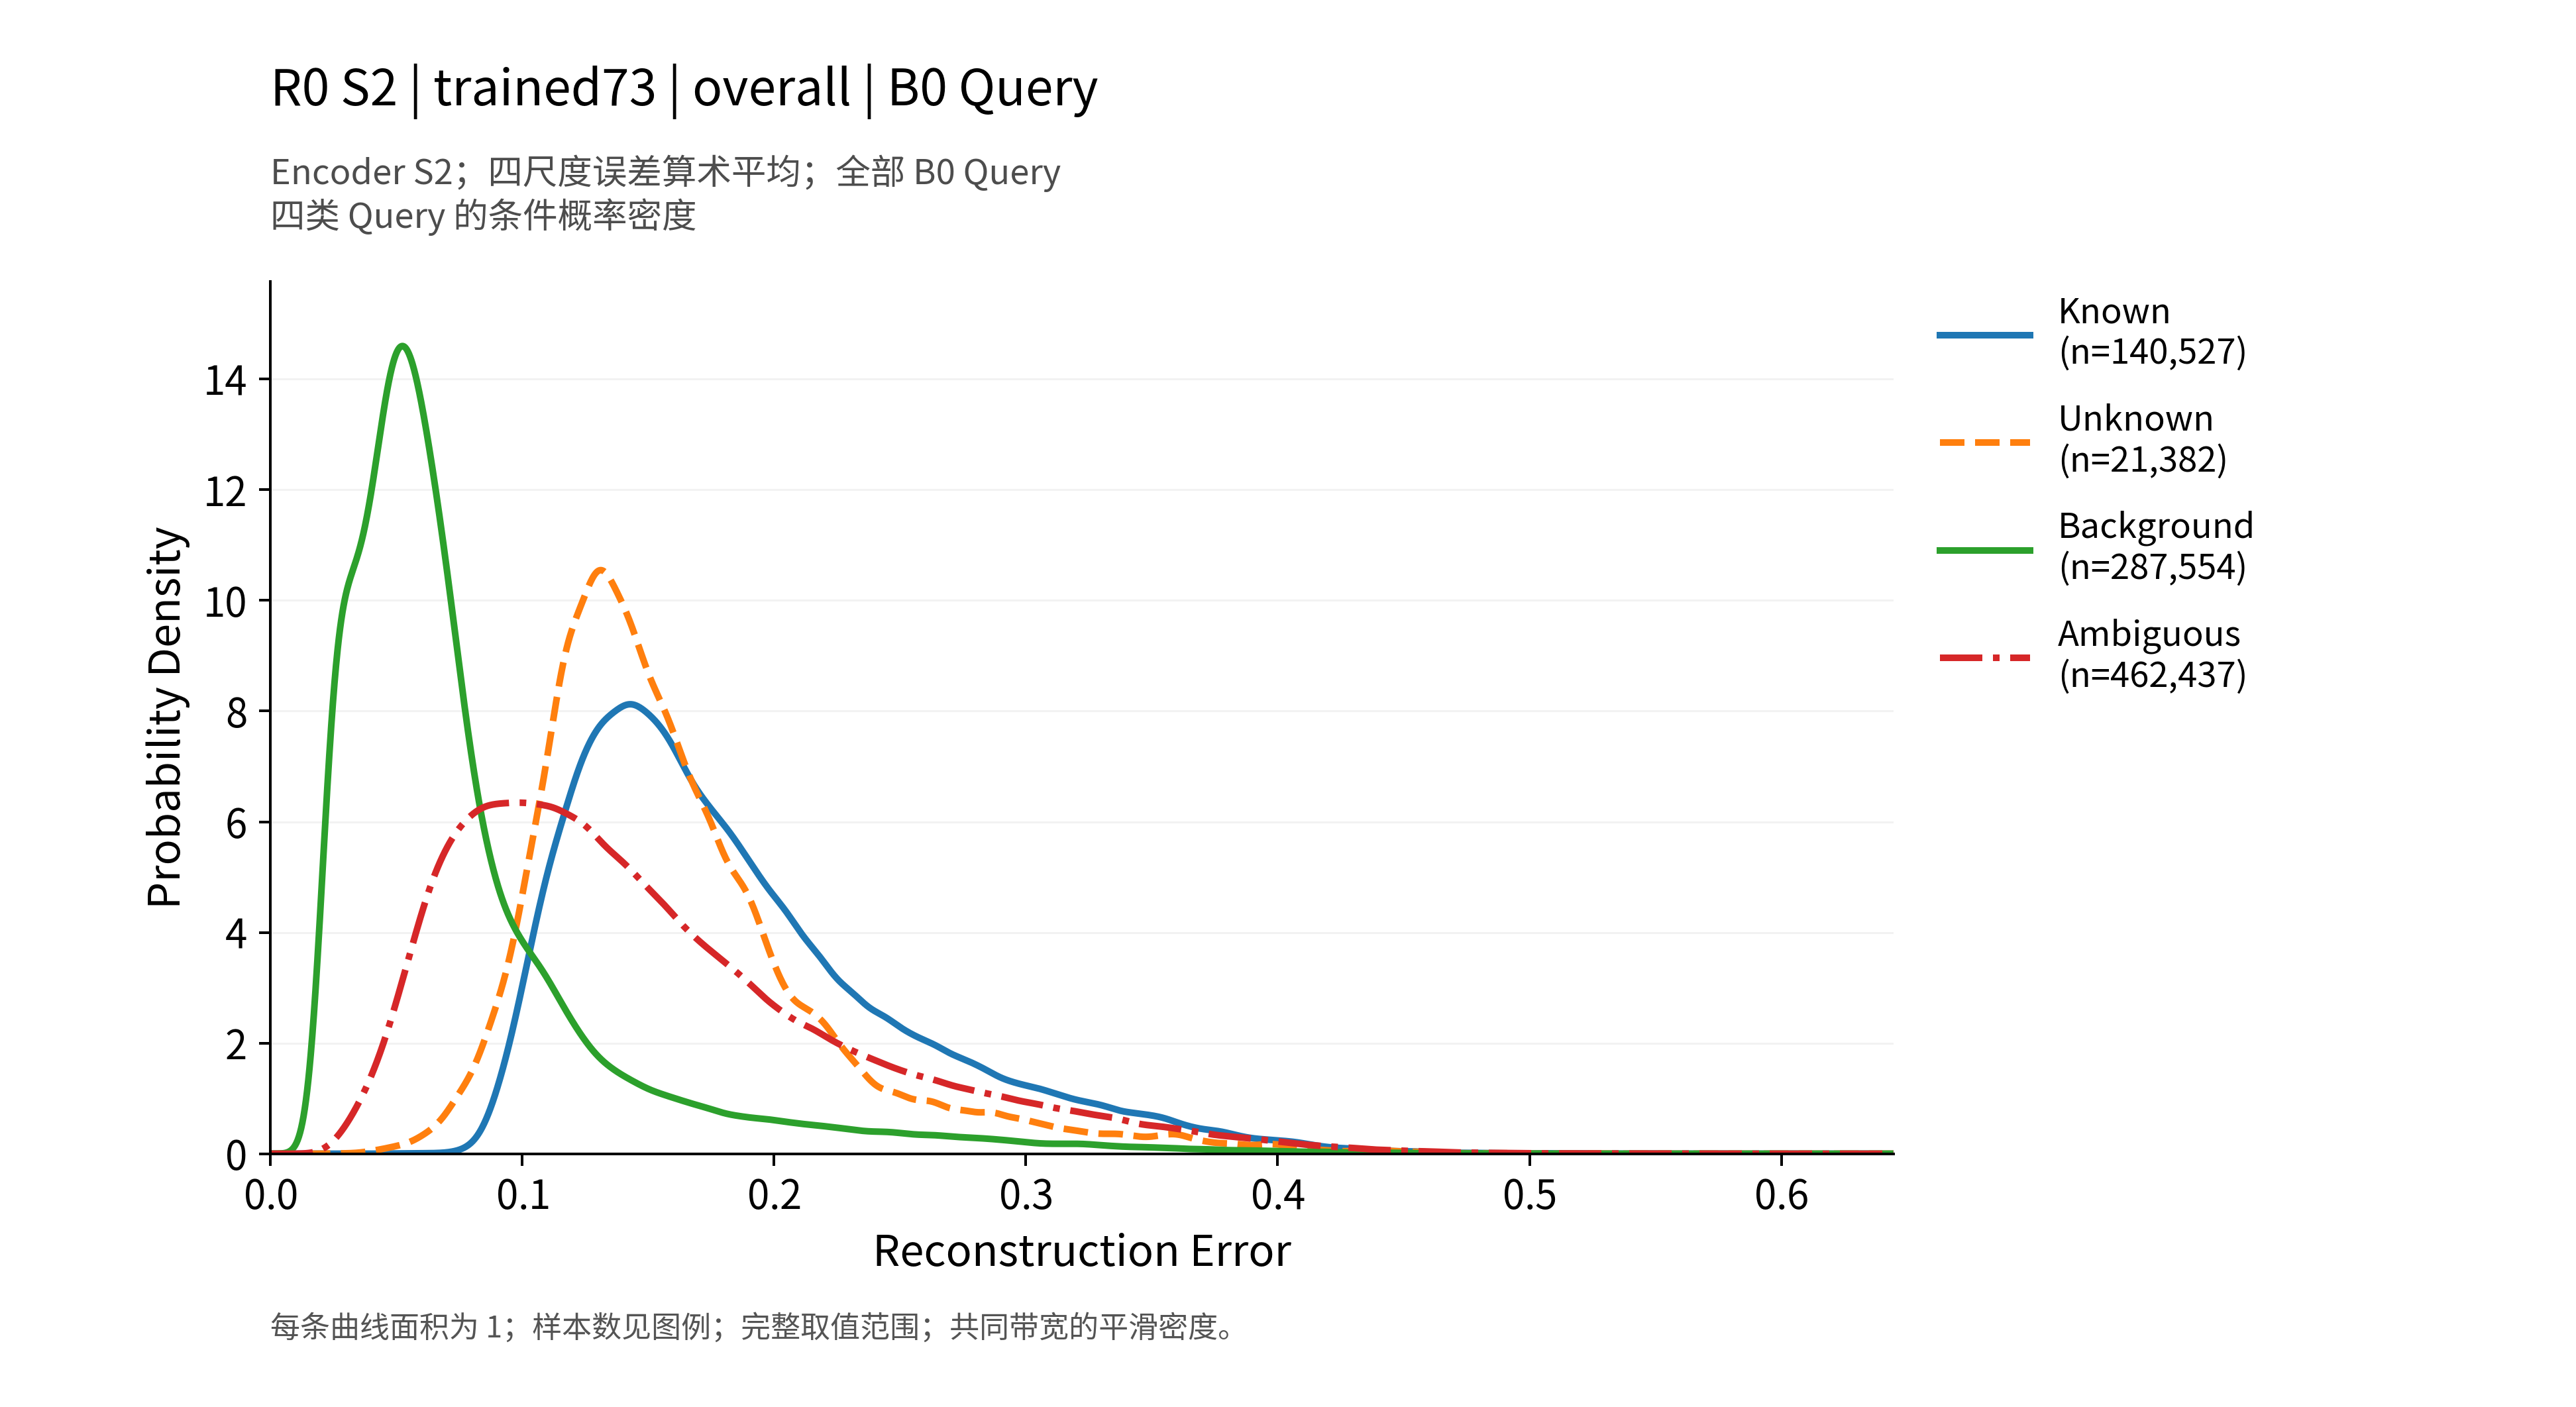 R0 S2 | trained73 | overall | B0 Query
Encoder S2；四尺度误差算术平均；全部 B0 Query
四类 Query 的条件概率密度
Probability Density
14
12
10
8
6
4
2
0
0.0
0.1
0.2
0.3
0.4
0.5
0.6
Reconstruction Error
Known
(n=140,527)
Unknown
(n=21,382)
Background
(n=287,554)
Ambiguous
(n=462,437)
每条曲线面积为 1；样本数见图例；完整取值范围；共同带宽的平滑密度。